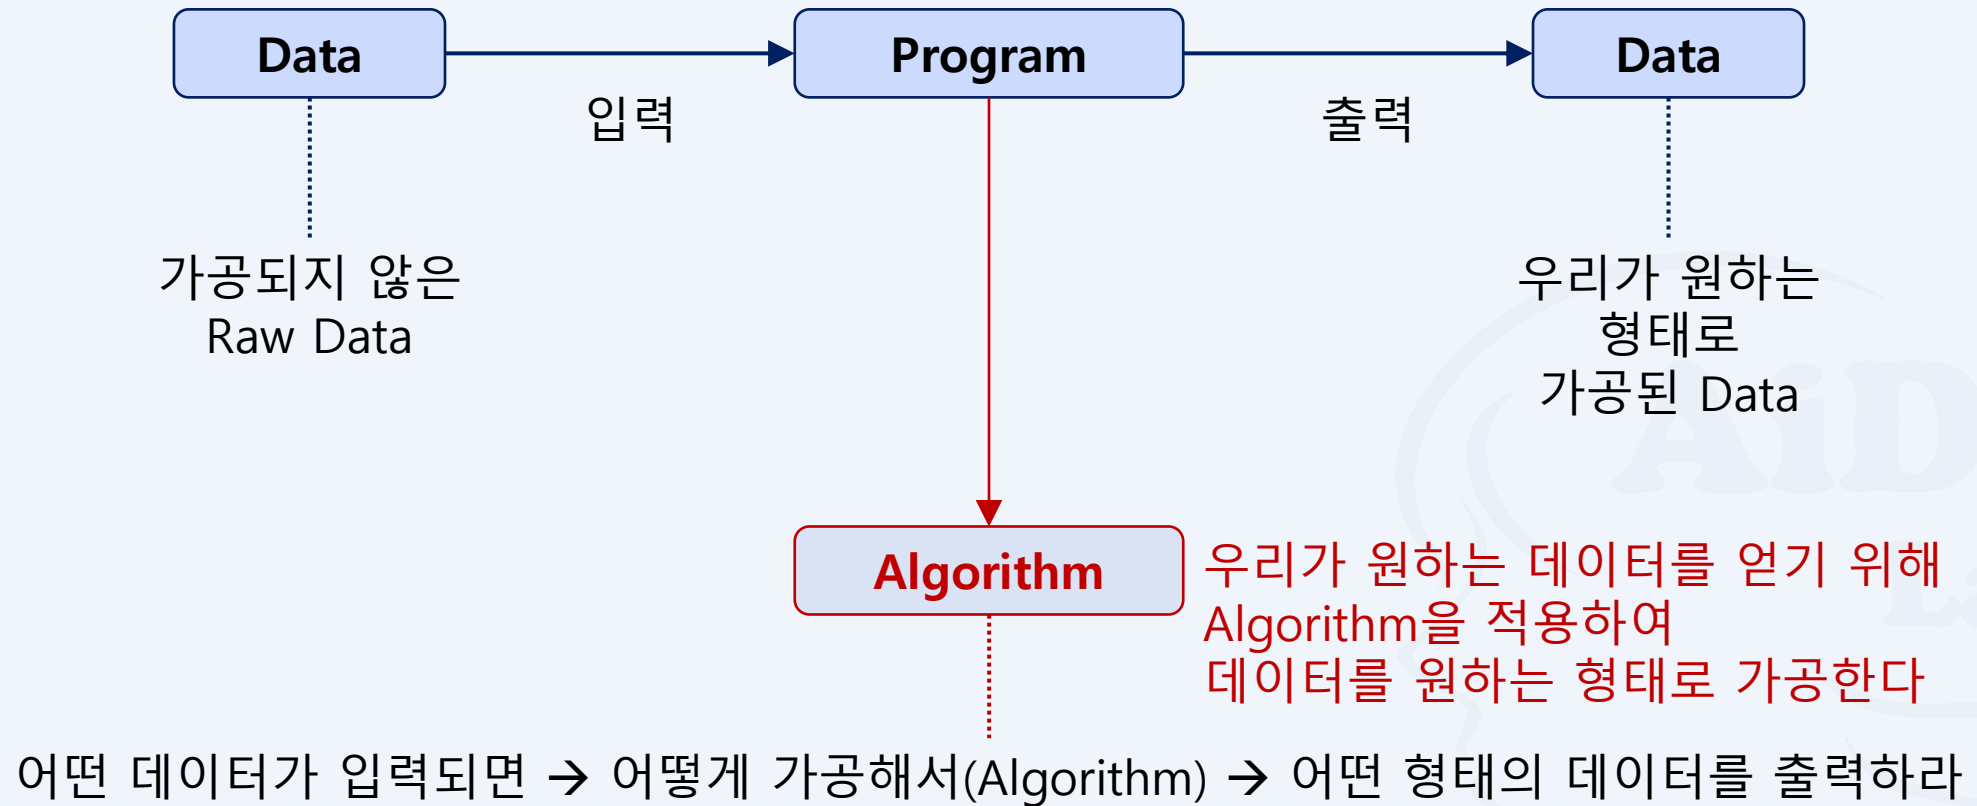 Data
Program
Data
입력
출력
가공되지 않은
Raw Data
우리가 원하는
형태로
가공된 Data
Algorithm
우리가 원하는 데이터를 얻기 위해
Algorithm을 적용하여
데이터를 원하는 형태로 가공한다
어떤 데이터가 입력되면 → 어떻게 가공해서(Algorithm) → 어떤 형태의 데이터를 출력하라